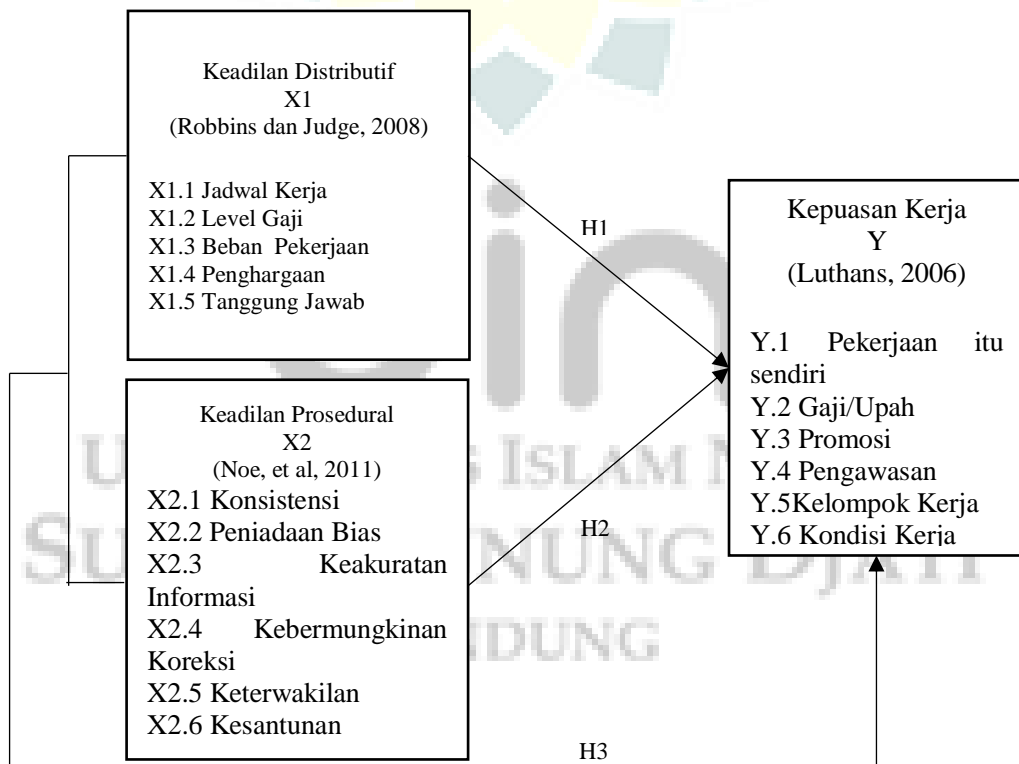 Keadilan Distributif
X1
(Robbins dan Judge, 2008)
X1.1 Jadwal Kerja
X1.2 Level Gaji
X1.3 Beban Pekerjaan
X1.4 Penghargaan
X1.5 Tanggung Jawab
Keadilan Prosedural
X2
(Noe, et al, 2011)
X2.1 Konsistensi
X2.2 Peniadaan Bias
X2.3 Keakuratan
Informasi
X2.4 Kebermungkinan
Koreksi
X2.5 Keterwakilan
X2.6 Kesantunan
H1
H2
H3
Kepuasan Kerja
Y
(Luthans, 2006)
Y.1 Pekerjaan itu
sendiri
Y.2 Gaji/Upah
Y.3 Promosi
Y.4 Pengawasan
Y.5Kelompok Kerja
Y.6 Kondisi Kerja